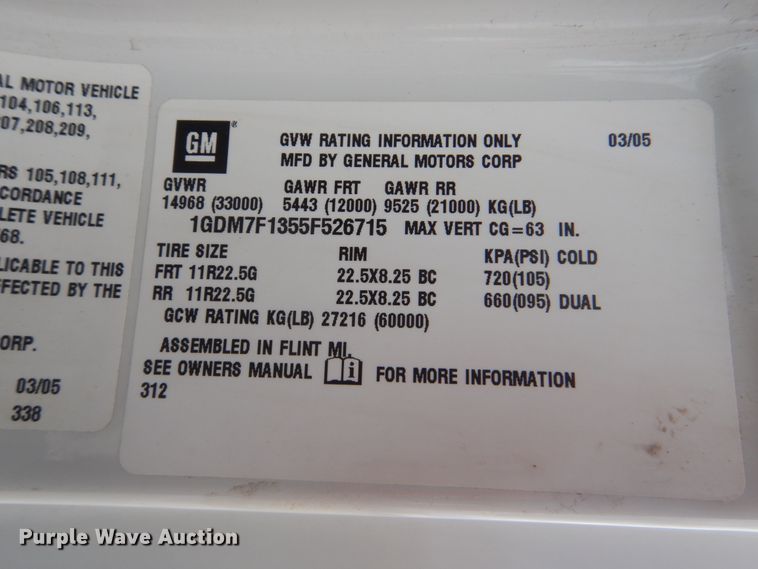 AL MOTOR VEHICLE
104,106,113,
07,208,209,
RS 105,108,111,
CCORDANCE
LETE VEHICLE
68.
LICABLE TO THIS
FFECTED BY THE
ORP.
03/05
338
GM®
GVW RATING INFORMATION ONLY 03/05
MFD BY GENERAL MOTORS CORP
GVWR GAWR FRT GAWR RR
14968 (33000) 5443 (12000) 9525 (21000) KG(LB)
1GDM7F1355F526715 MAX VERT CG=63 IN.
TIRE SIZE RIM KPA(PSI) COLD
FRT 11R22.5G 22.5X8.25 BC 720(105)
RR 11R22.5G 22.5X8.25 BC 660(095) DUAL
GCW RATING KG(LB) 27216 (60000)
ASSEMBLED IN FLINT MI.
SEE OWNERS MANUAL i FOR MORE INFORMATION
312
Purple Wave Auction